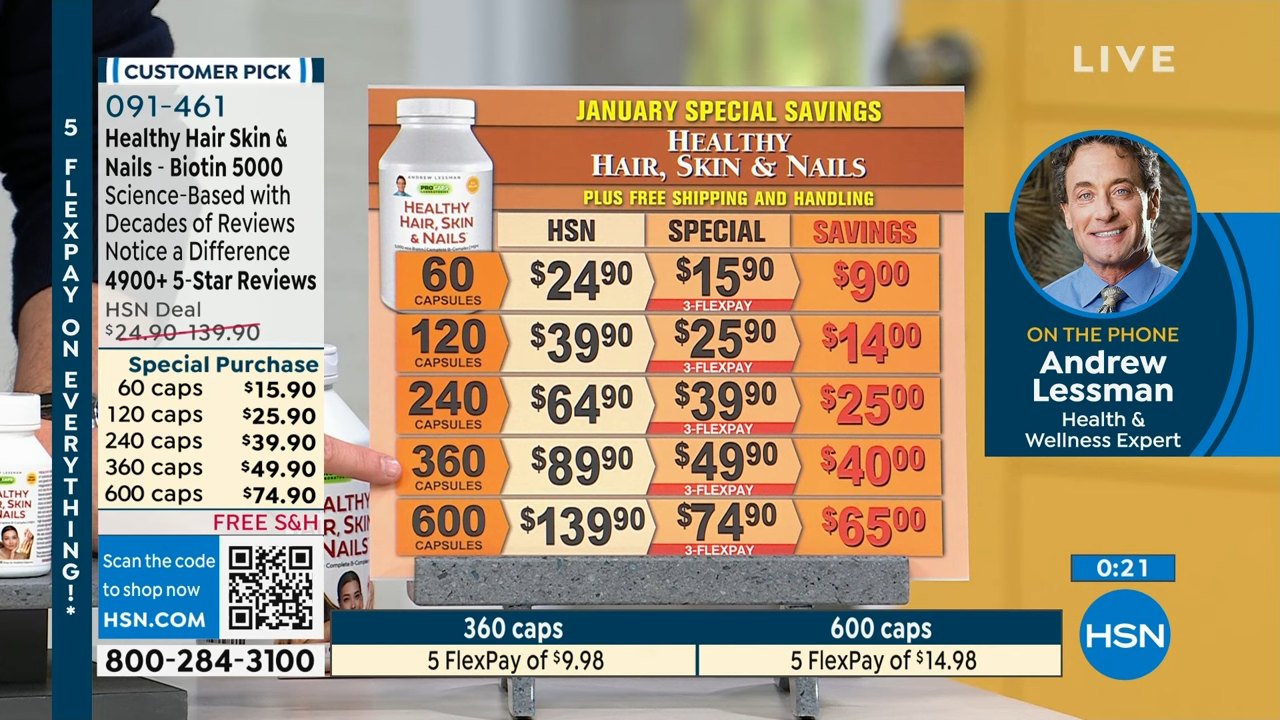 5 FLEXPAY ON EVERYTHING!*
CUSTOMER PICK
091-461
Healthy Hair Skin &
Nails - Biotin 5000
Science-Based with
Decades of Reviews
Notice a Difference
4900+ 5-Star Reviews
HSN Deal
$24.90-139.90
Special Purchase
60 caps $15.90
120 caps $25.90
240 caps $39.90
360 caps $49.90
600 caps $74.90
FREE S&H
Scan the code
to shop now
HSN.COM
800-284-3100
JANUARY SPECIAL SAVINGS
HEALTHY
HAIR, SKIN & NAILS
PLUS FREE SHIPPING AND HANDLING
HSN SPECIAL SAVINGS
60 CAPSULES $24.90 $15.90 3-FLEXPAY $9.00
120 CAPSULES $39.90 $25.90 3-FLEXPAY $14.00
240 CAPSULES $64.90 $39.90 3-FLEXPAY $25.00
360 CAPSULES $89.90 $49.90 3-FLEXPAY $40.00
600 CAPSULES $139.90 $74.90 3-FLEXPAY $65.00
ANDREW LESSMAN
PROCAPS
LABORATORIES
HEALTHY
HAIR, SKIN
& NAILS
ALTHY
R, SKIN
NAILS
ALTHY
R, SKIN
NAILS
360 caps 600 caps
5 FlexPay of $9.98 5 FlexPay of $14.98
LIVE
ON THE PHONE
Andrew
Lessman
Health &
Wellness Expert
0:21
HSN